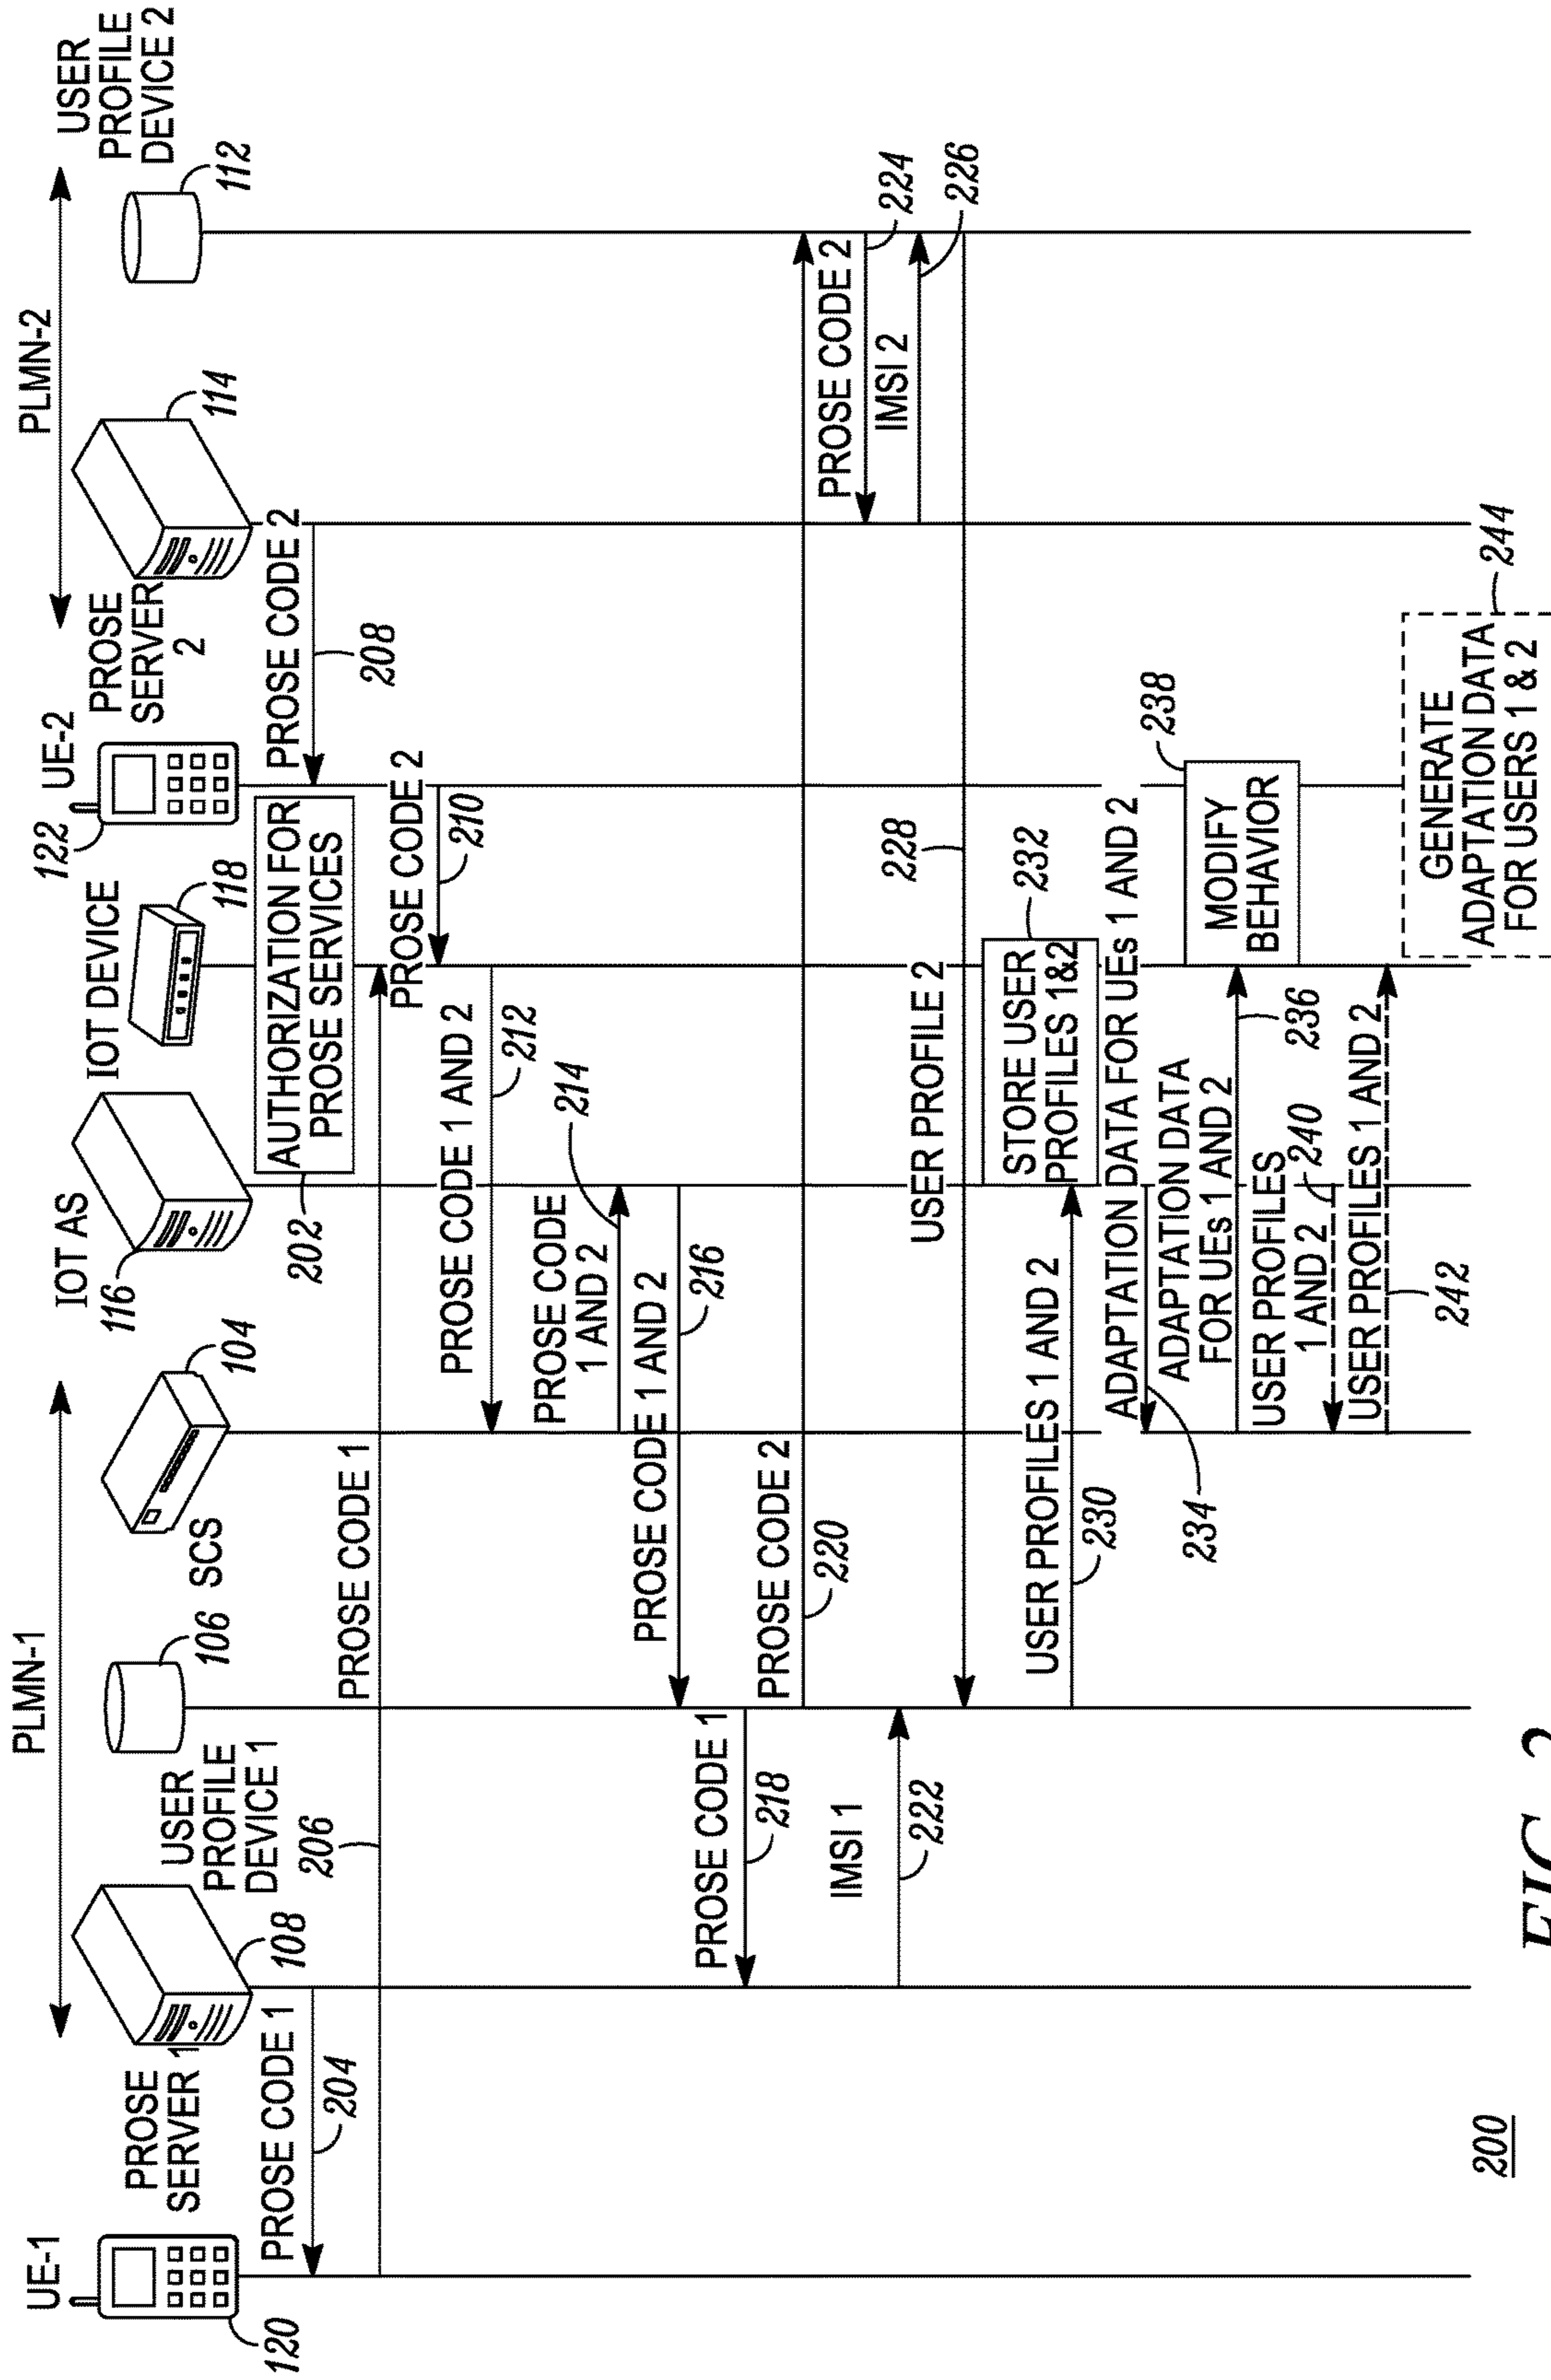 PLMN-1
PLMN-2
UE-1
120
PROSE
SERVER 1
108
USER
PROFILE
DEVICE 1
106
SCS
104
IOT AS
116
IOT DEVICE
118
UE-2
122
PROSE
SERVER
2
114
USER
PROFILE
DEVICE 2
112
AUTHORIZATION FOR
PROSE SERVICES
202
PROSE CODE 1
204
PROSE CODE 2
208
PROSE CODE 1
206
PROSE CODE 2
210
PROSE CODE 1 AND 2
212
PROSE CODE
1 AND 2
214
PROSE CODE 1 AND 2
216
PROSE CODE 1
218
PROSE CODE 2
220
PROSE CODE 2
224
IMSI 1
222
IMSI 2
226
USER PROFILE 2
228
USER PROFILES 1 AND 2
230
STORE USER
PROFILES 1&2
232
ADAPTATION DATA FOR UEs 1 AND 2
234
ADAPTATION DATA
FOR UEs 1 AND 2
236
MODIFY
BEHAVIOR
238
USER PROFILES
1 AND 2
240
USER PROFILES 1 AND 2
242
GENERATE
ADAPTATION DATA
FOR USERS 1 & 2
244
200
FIG. 2